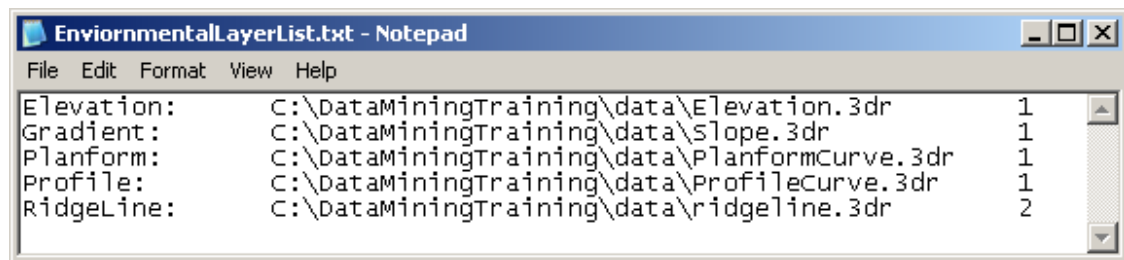 EnviornmentalLayerList.txt - Notepad
File Edit Format View Help
Elevation: C:\DataMiningTraining\data\Elevation.3dr 1
Gradient: C:\DataMiningTraining\data\Slope.3dr 1
Planform: C:\DataMiningTraining\data\PlanformCurve.3dr 1
Profile: C:\DataMiningTraining\data\ProfileCurve.3dr 1
RidgeLine: C:\DataMiningTraining\data\ridgeline.3dr 2